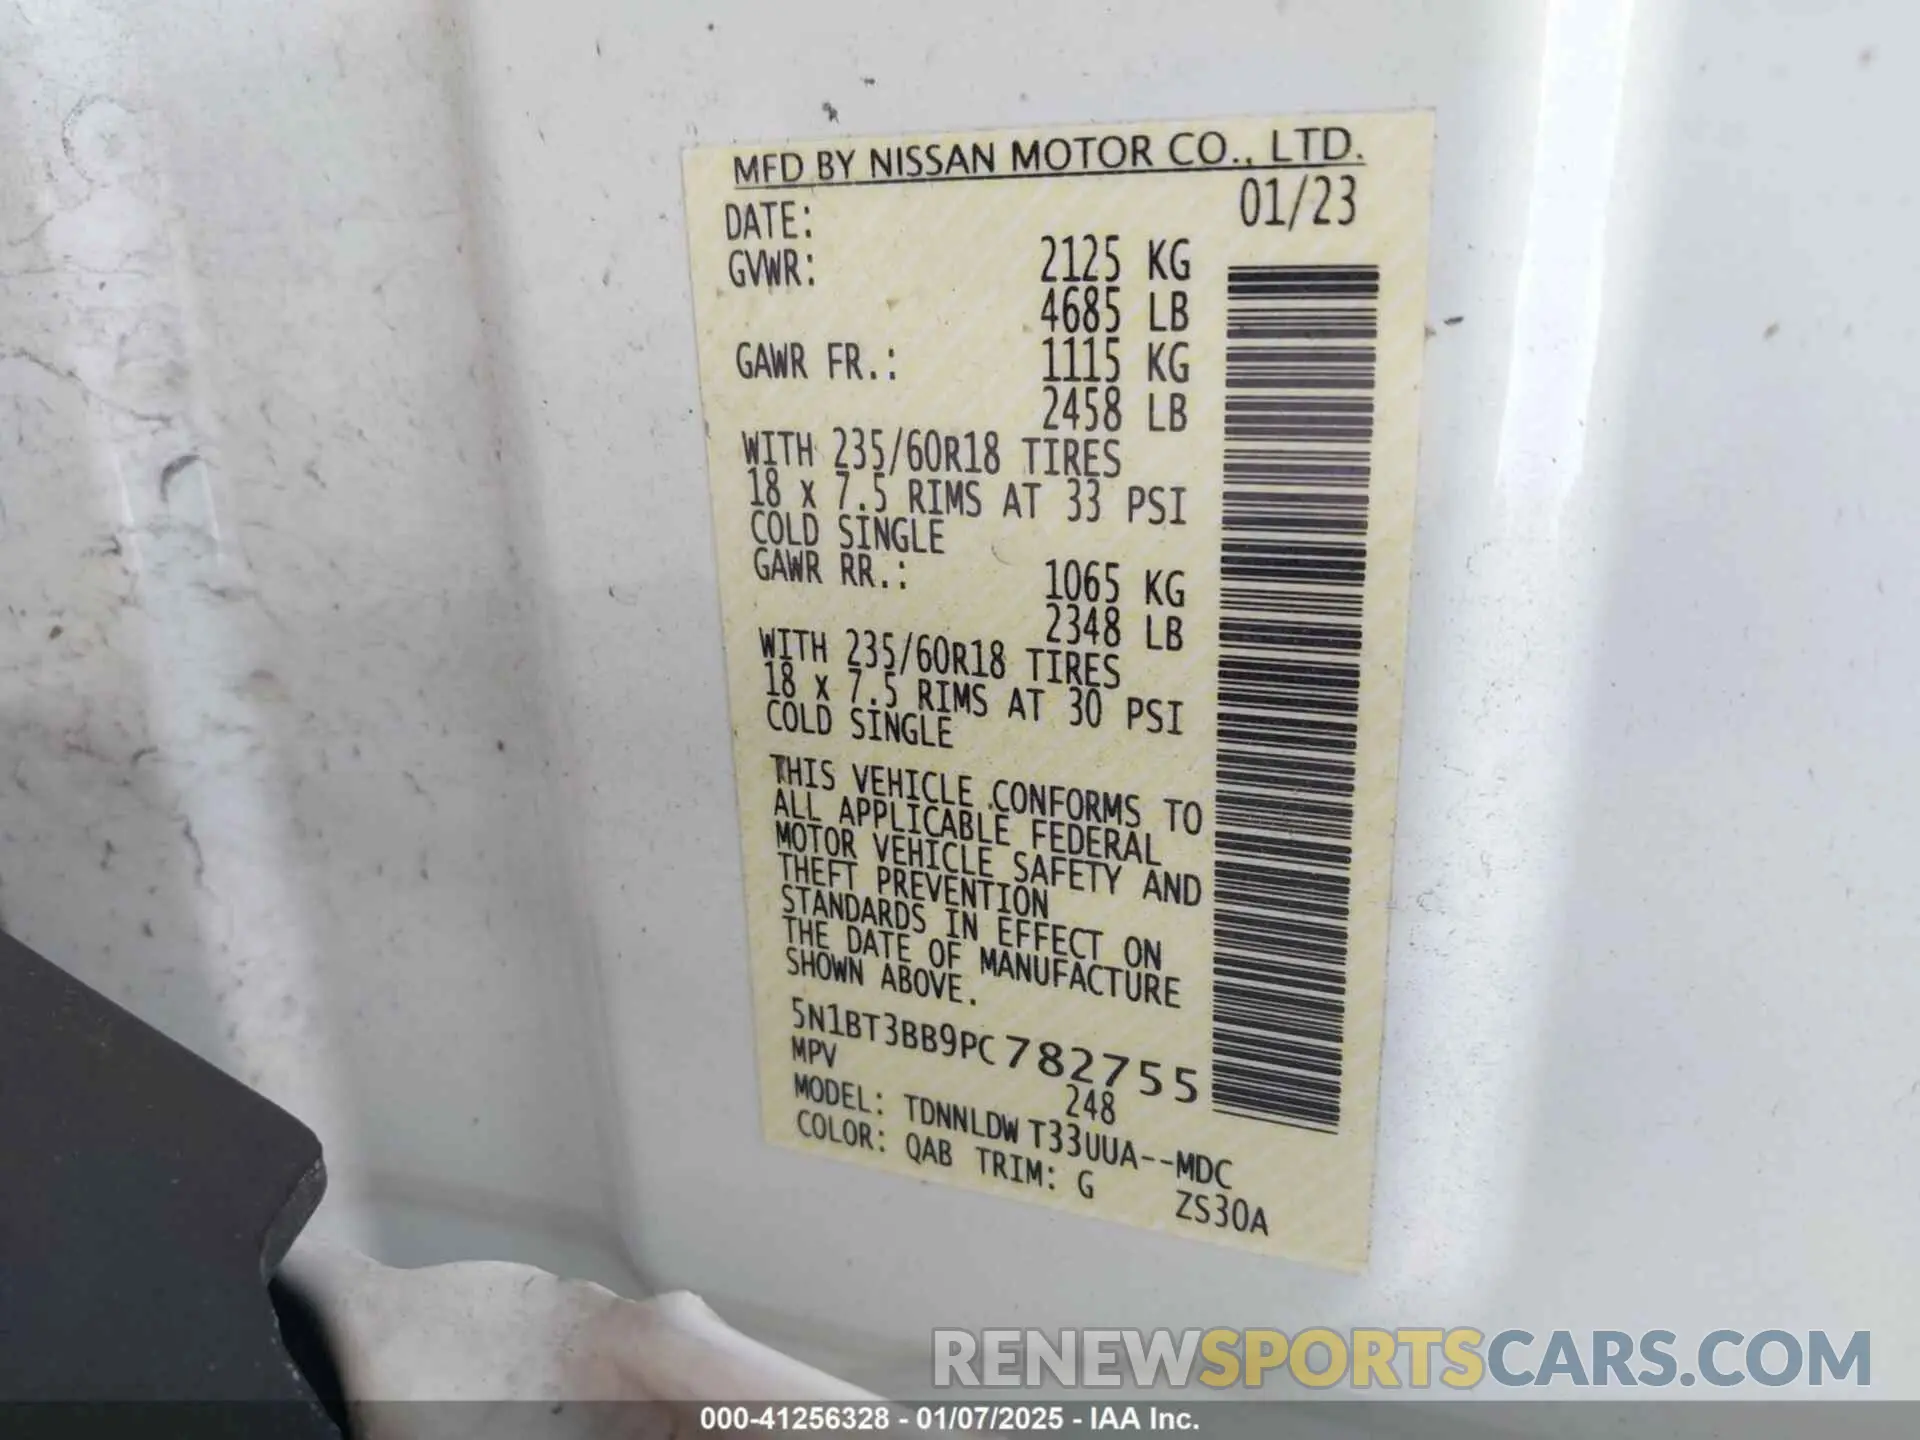 MFD BY NISSAN MOTOR CO., LTD.
DATE: 01/23
GVWR: 2125 KG
4685 LB
GAWR FR.: 1115 KG
2458 LB
WITH 235/60R18 TIRES
18 x 7.5 RIMS AT 33 PSI
COLD SINGLE
GAWR RR.: 1065 KG
2348 LB
WITH 235/60R18 TIRES
18 x 7.5 RIMS AT 30 PSI
COLD SINGLE
THIS VEHICLE CONFORMS TO
ALL APPLICABLE FEDERAL
MOTOR VEHICLE SAFETY AND
THEFT PREVENTION
STANDARDS IN EFFECT ON
THE DATE OF MANUFACTURE
SHOWN ABOVE.
5N1BT3BB9PC782755
MPV 248
MODEL: TDNNLDW T33UUA--MDC
COLOR: QAB TRIM: G ZS30A
RENEWSPORTSCARS.COM
000-41256328 - 01/07/2025 - IAA Inc.